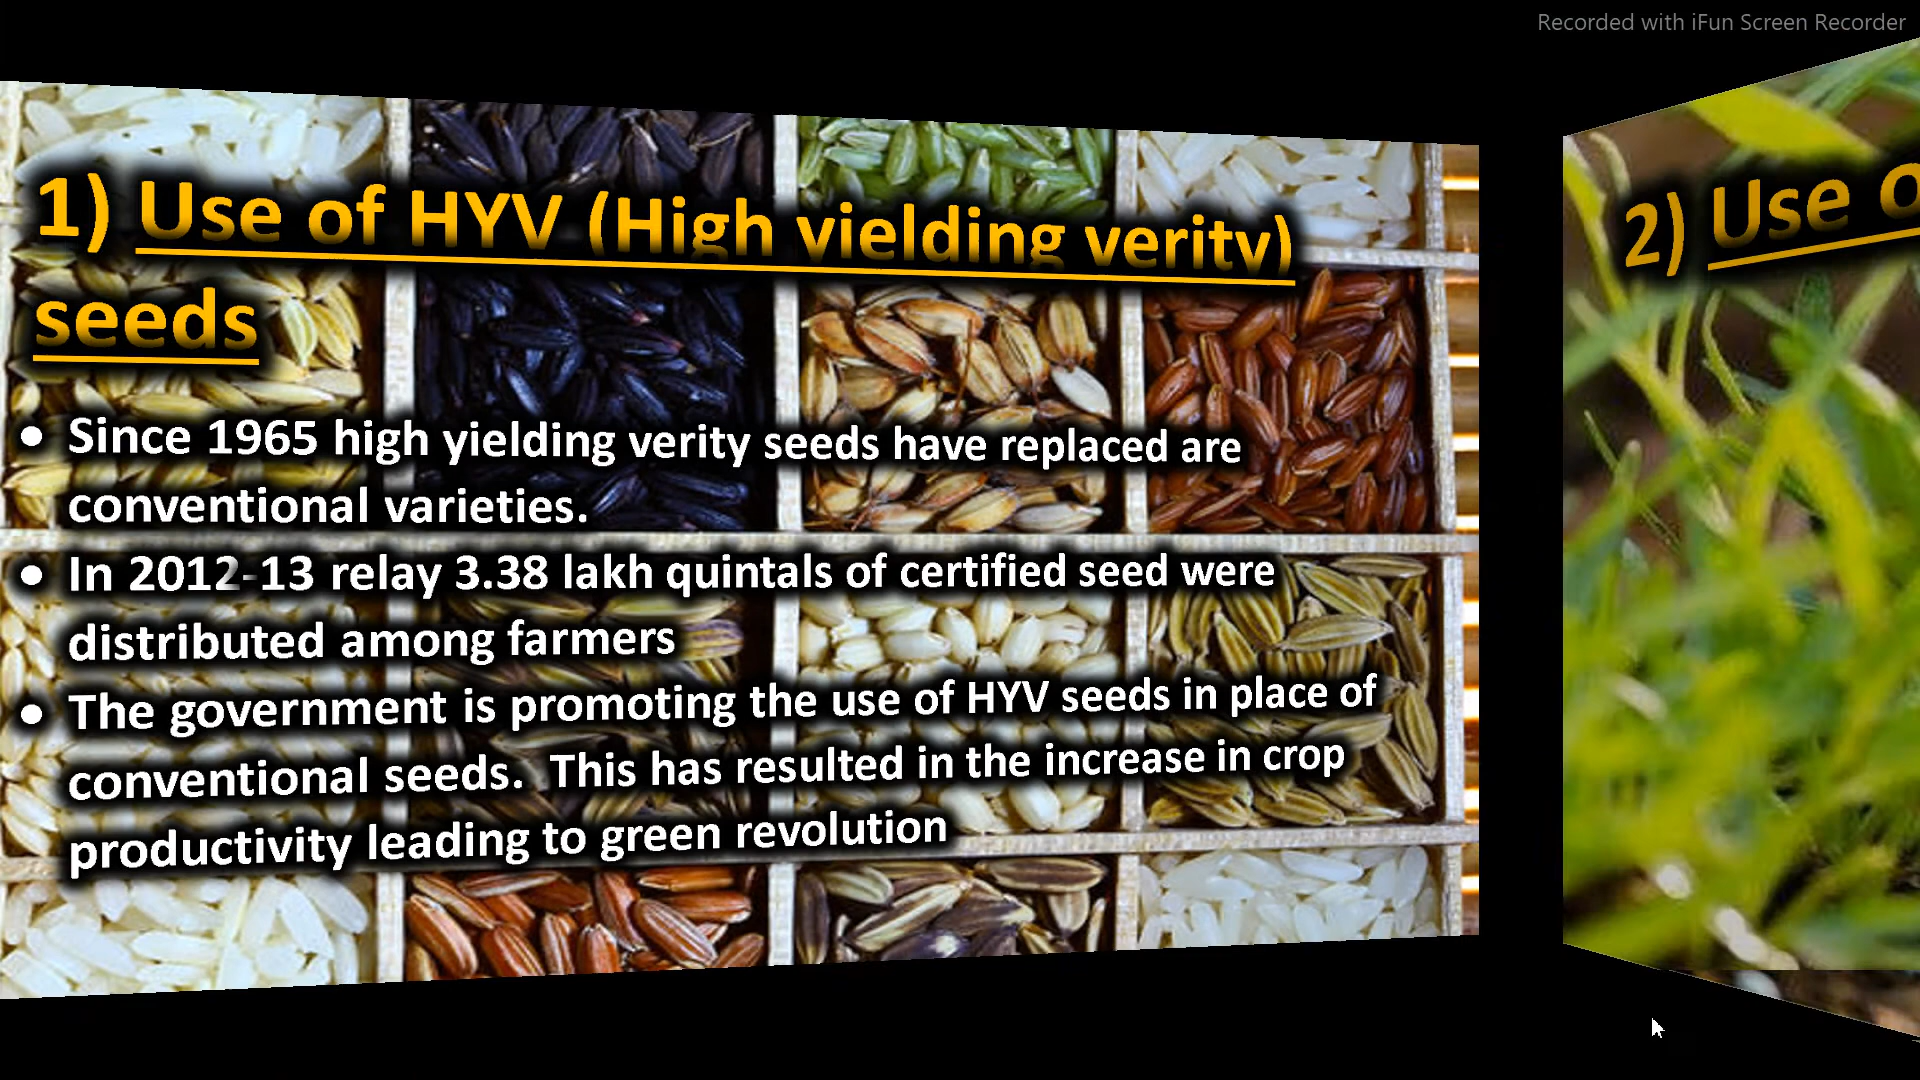 Recorded with iFun Screen Recorder
1) Use of HYV (High yielding verity)
seeds
• Since 1965 high yielding verity seeds have replaced are
conventional varieties.
• In 2012-13 relay 3.38 lakh quintals of certified seed were
distributed among farmers
• The government is promoting the use of HYV seeds in place of
conventional seeds. This has resulted in the increase in crop
productivity leading to green revolution
2) Use